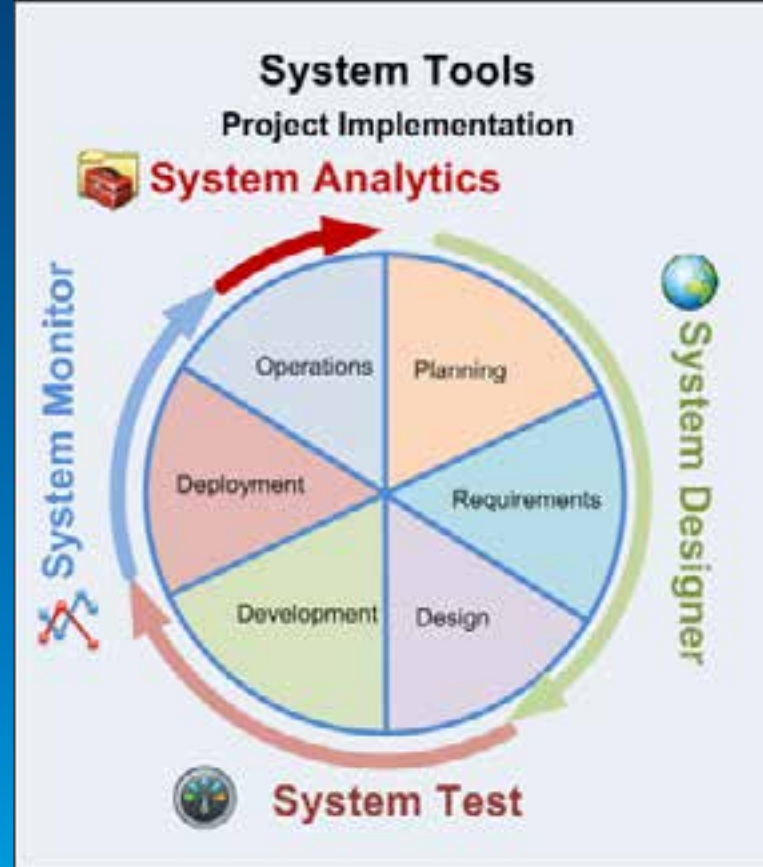 System Tools
Project Implementation
System Analytics
System Monitor
System Designer
Operations
Planning
Deployment
Requirements
Development
Design
System Test